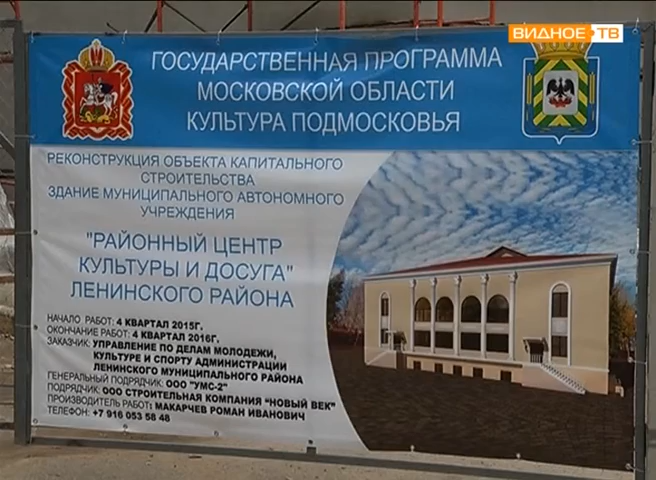 ВИДНОЕ ТВ
ГОСУДАРСТВЕННАЯ ПРОГРАММА
МОСКОВСКОЙ ОБЛАСТИ
КУЛЬТУРА ПОДМОСКОВЬЯ
РЕКОНСТРУКЦИЯ ОБЪЕКТА КАПИТАЛЬНОГО
СТРОИТЕЛЬСТВА
ЗДАНИЕ МУНИЦИПАЛЬНОГО АВТОНОМНОГО
УЧРЕЖДЕНИЯ
"РАЙОННЫЙ ЦЕНТР
КУЛЬТУРЫ И ДОСУГА"
ЛЕНИНСКОГО РАЙОНА
НАЧАЛО РАБОТ: 4 КВАРТАЛ 2015Г.
ОКОНЧАНИЕ РАБОТ: 4 КВАРТАЛ 2016Г.
ЗАКАЗЧИК: УПРАВЛЕНИЕ ПО ДЕЛАМ МОЛОДЕЖИ,
КУЛЬТУРЕ И СПОРТУ АДМИНИСТРАЦИИ
ЛЕНИНСКОГО МУНИЦИПАЛЬНОГО РАЙОНА
ГЕНЕРАЛЬНЫЙ ПОДРЯДЧИК: ООО "УМС-2"
ПОДРЯДЧИК: ООО СТРОИТЕЛЬНАЯ КОМПАНИЯ "НОВЫЙ ВЕК"
ПРОИЗВОДИТЕЛЬ РАБОТ: МАКАРЧЕВ РОМАН ИВАНОВИЧ
ТЕЛЕФОН: +7 916 053 58 48